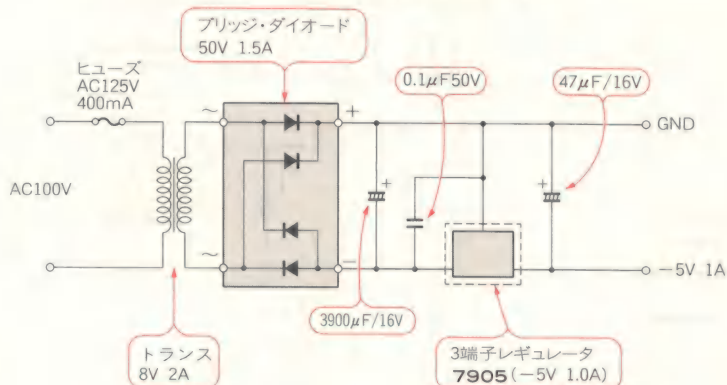 ブリッジ・ダイオード
50V 1.5A
ヒューズ
AC125V
400mA
0.1μF50V
47μF/16V
~
+
+
+
GND
AC100V
~
−
−5V 1A
3900μF/16V
トランス
8V 2A
3端子レギュレータ
7905(−5V 1.0A)